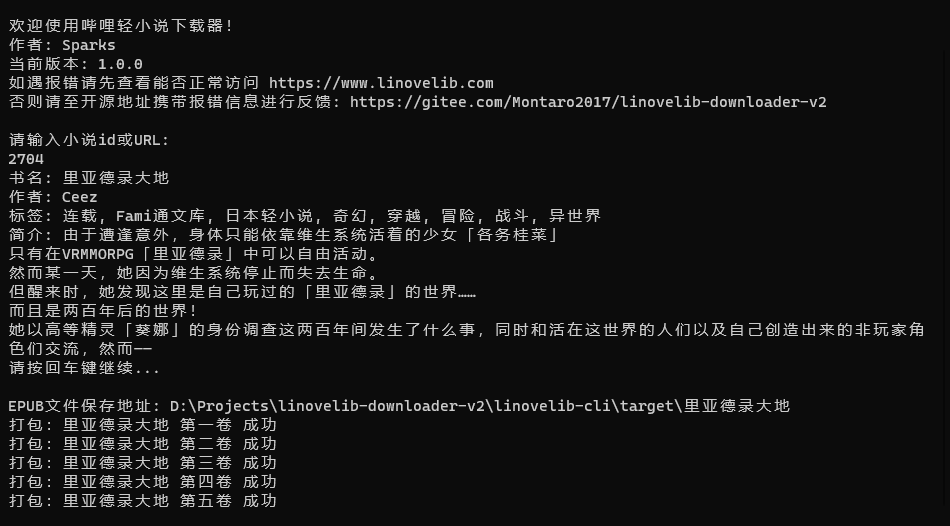 欢迎使用哔哩轻小说下载器!
作者: Sparks
当前版本: 1.0.0
如遇报错请先查看能否正常访问 https://www.linovelib.com
否则请至开源地址携带报错信息进行反馈: https://gitee.com/Montaro2017/linovelib-downloader-v2
请输入小说id或URL:
2704
书名: 里亚德录大地
作者: Ceez
标签: 连载, Fami通文库, 日本轻小说, 奇幻, 穿越, 冒险, 战斗, 异世界
简介: 由于遭逢意外，身体只能依靠维生系统活着的少女「各务桂菜」
只有在VRMMORPG「里亚德录」中可以自由活动。
然而某一天，她因为维生系统停止而失去生命。
但醒来时，她发现这里是自己玩过的「里亚德录」的世界……
而且是两百年后的世界！
她以高等精灵「葵娜」的身份调查这两百年间发生了什么事，同时和活在这世界的人们以及自己创造出来的非玩家角
色们交流，然而──
请按回车键继续...
EPUB文件保存地址: D:\Projects\linovelib-downloader-v2\linovelib-cli\target\里亚德录大地
打包: 里亚德录大地 第一卷 成功
打包: 里亚德录大地 第二卷 成功
打包: 里亚德录大地 第三卷 成功
打包: 里亚德录大地 第四卷 成功
打包: 里亚德录大地 第五卷 成功